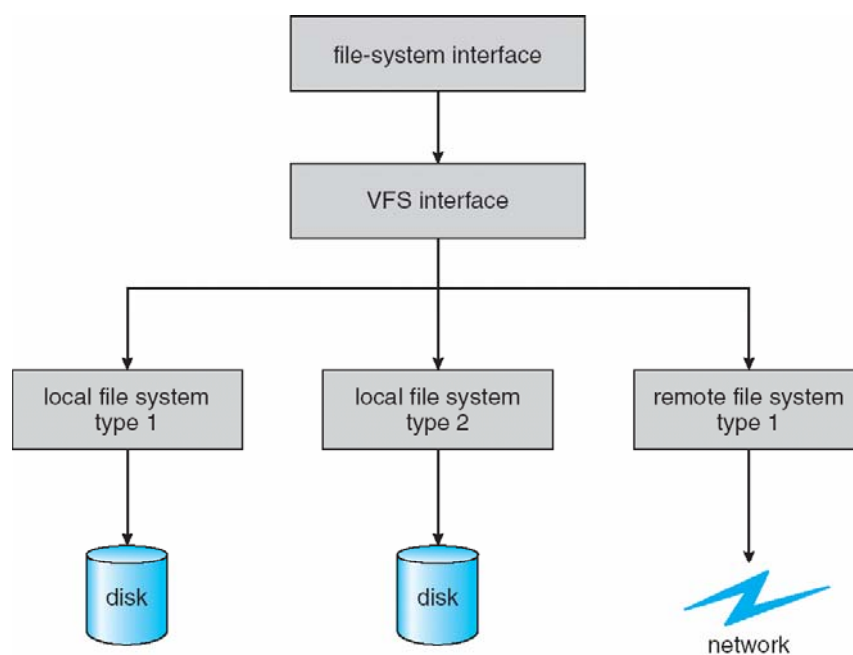 file-system interface
VFS interface
local file system
type 1
local file system
type 2
remote file system
type 1
disk
disk
network